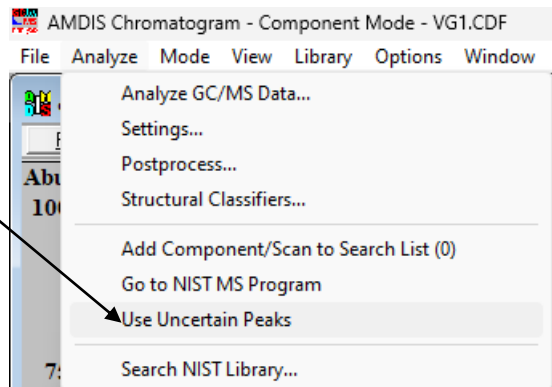 AMDIS Chromatogram - Component Mode - VG1.CDF
File Analyze Mode View Library Options Window
Analyze GC/MS Data...
Settings...
Postprocess...
Structural Classifiers...
Add Component/Scan to Search List (0)
Go to NIST MS Program
Use Uncertain Peaks
Search NIST Library...